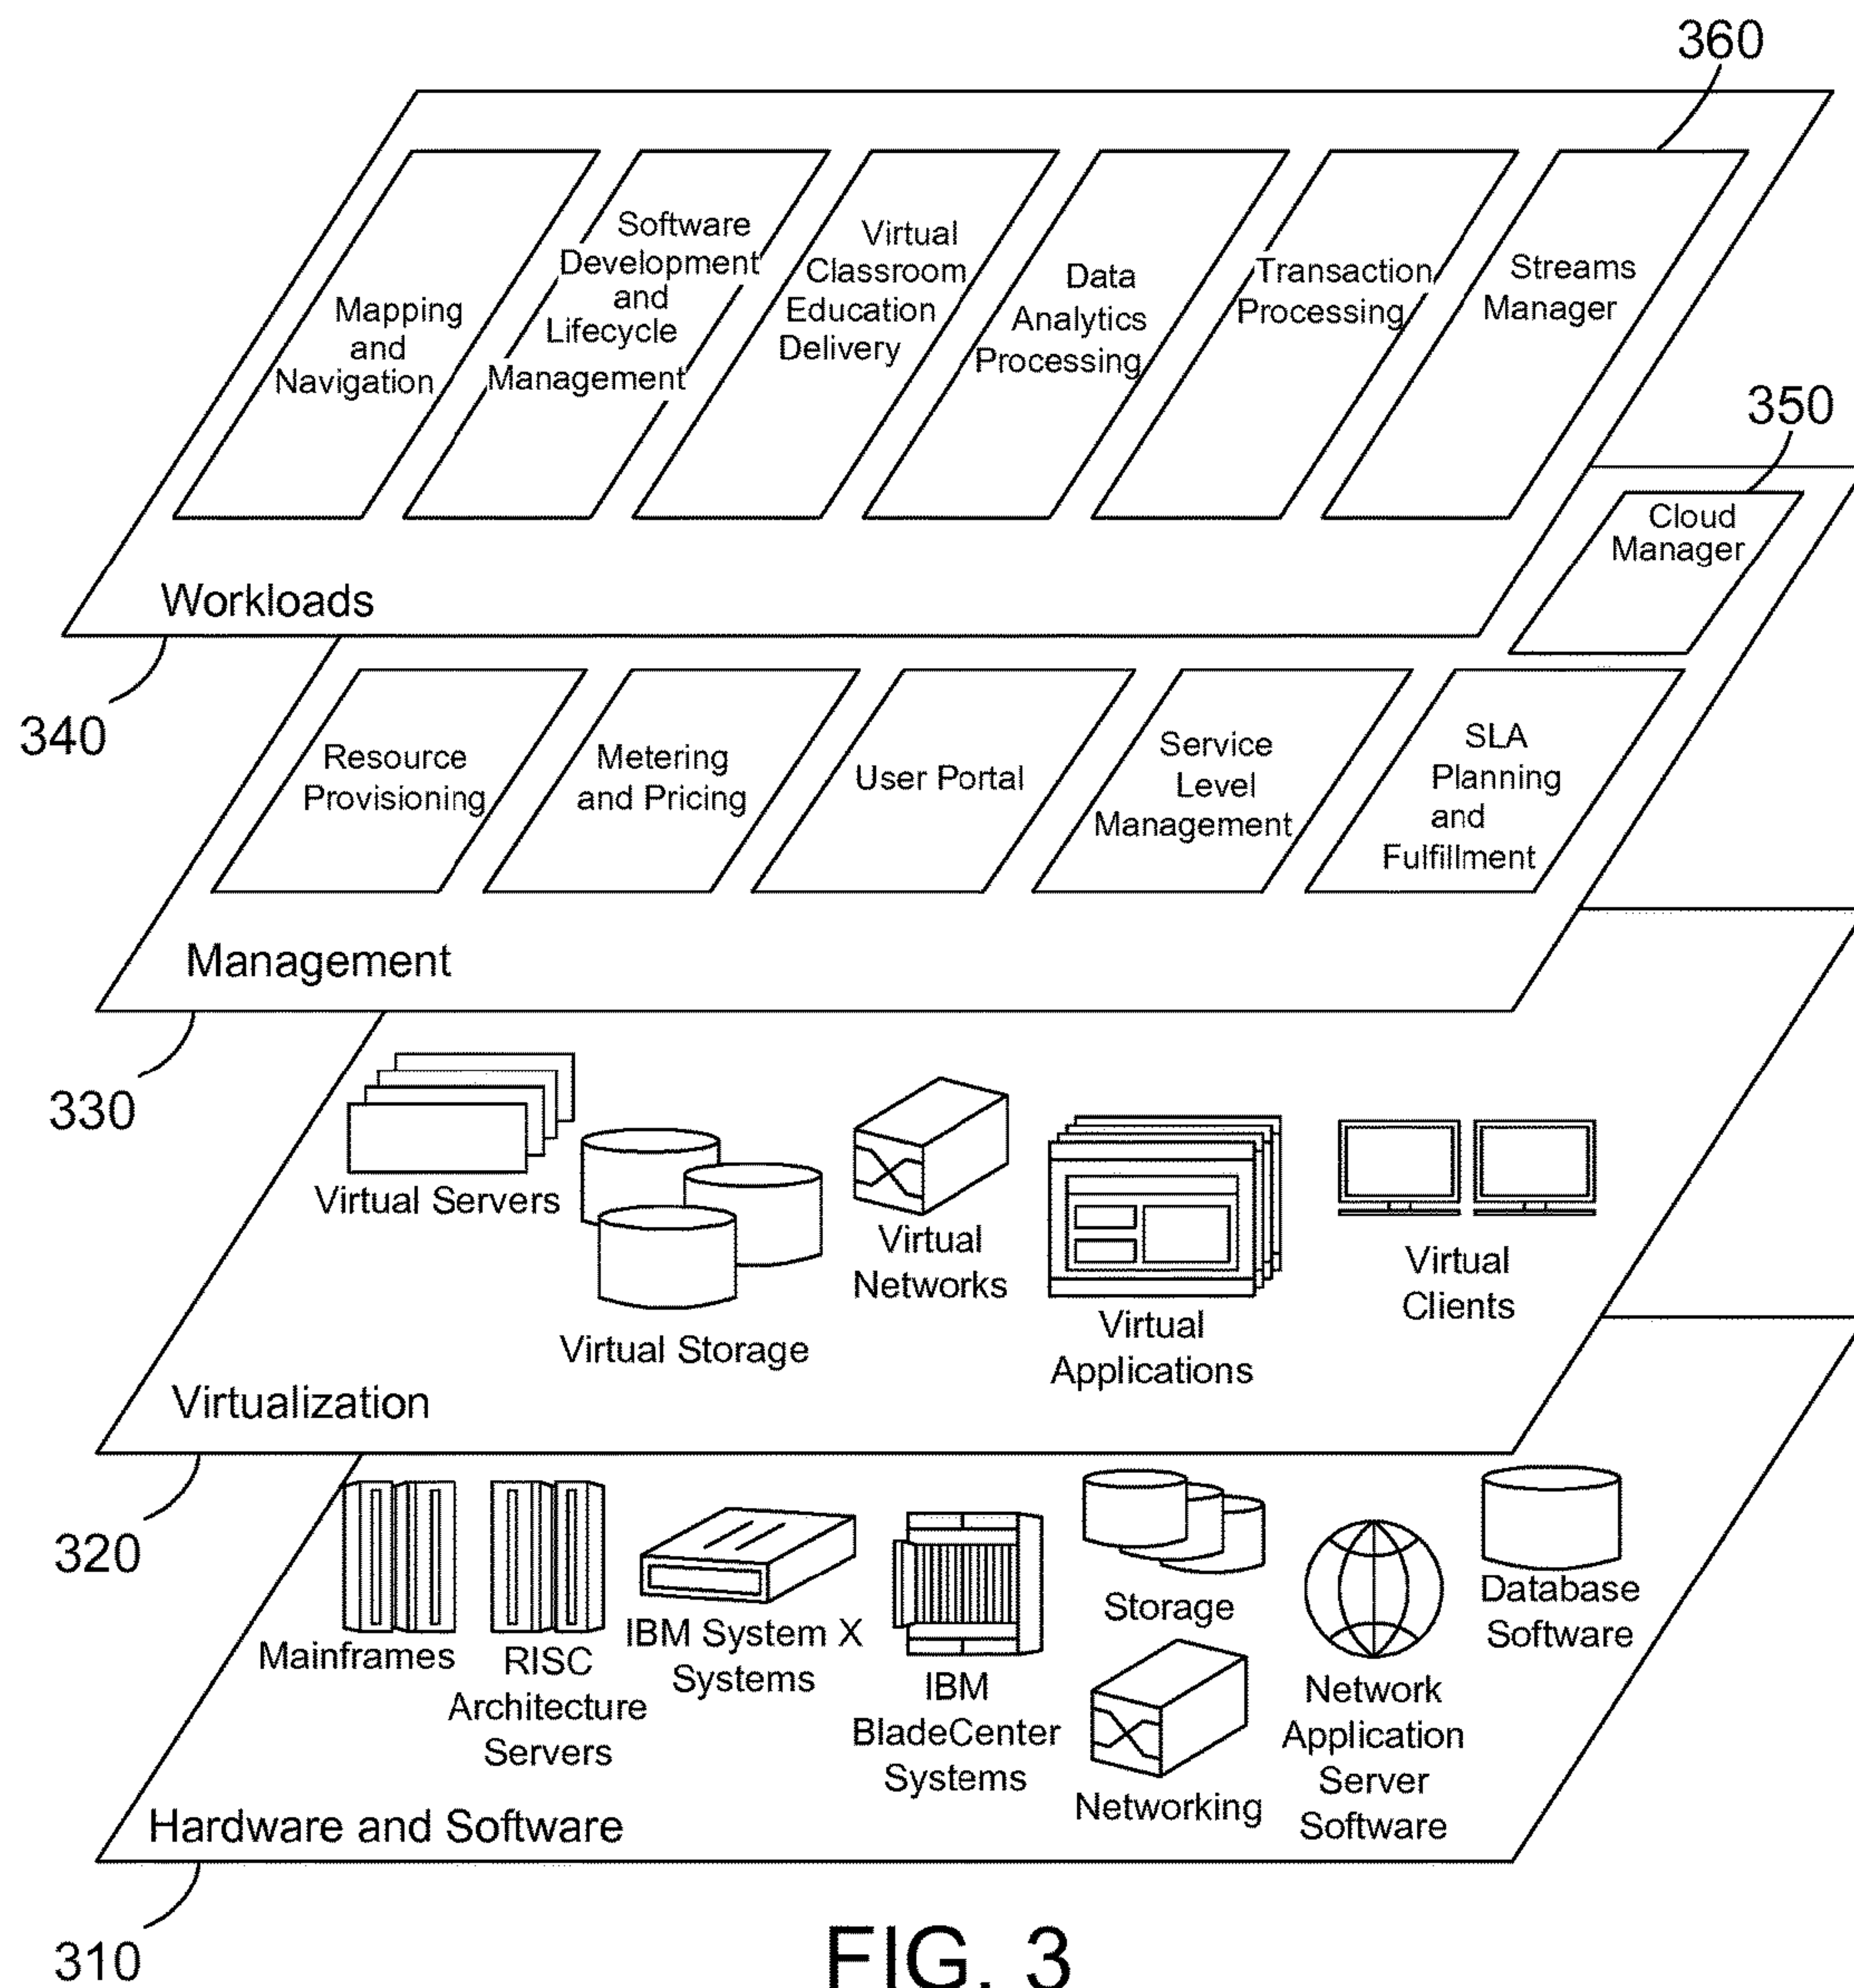 360
Mapping
and
Navigation
Software
Development
and
Lifecycle
Management
Virtual
Classroom
Education
Delivery
Data
Analytics
Processing
Transaction
Processing
Streams
Manager
Workloads
340
350
Cloud
Manager
Resource
Provisioning
Metering
and Pricing
User Portal
Service
Level
Management
SLA
Planning
and
Fulfillment
Management
330
Virtual Servers
Virtual Storage
Virtual
Networks
Virtual
Applications
Virtual
Clients
Virtualization
320
Mainframes
RISC
Architecture
Servers
IBM System X
Systems
IBM
BladeCenter
Systems
Storage
Networking
Network
Application
Server
Software
Database
Software
Hardware and Software
310
FIG. 3